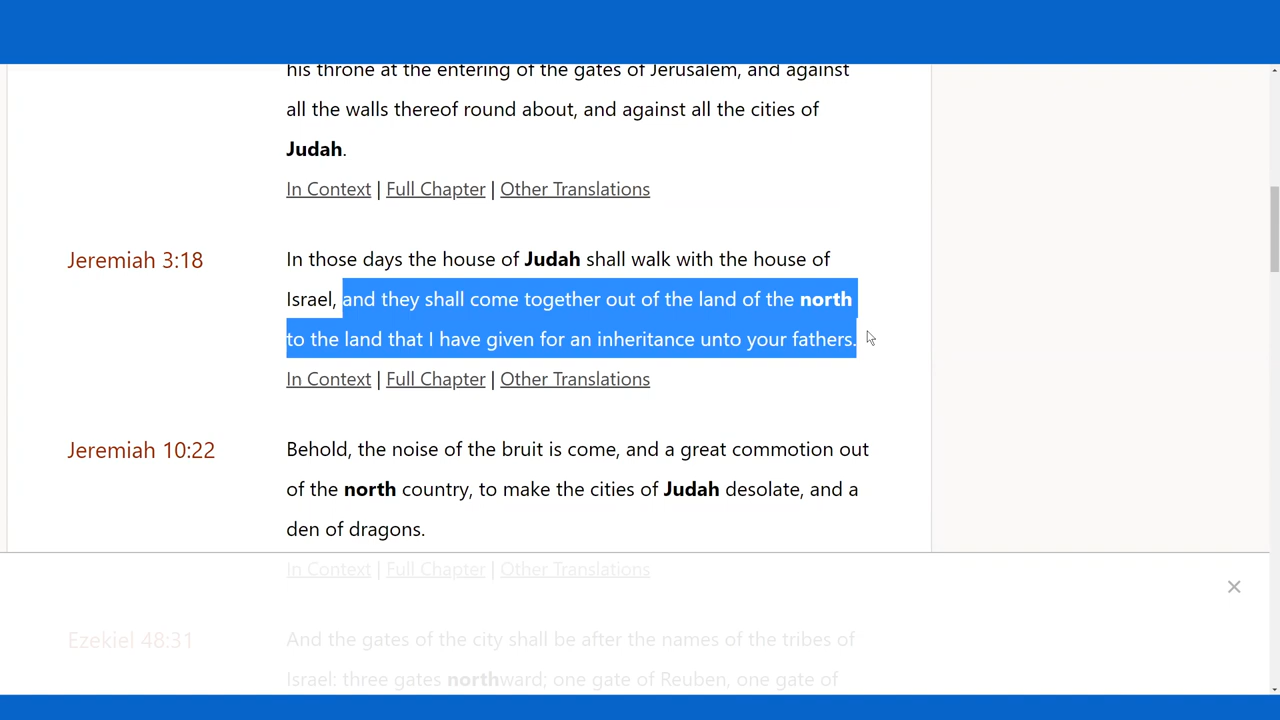 his throne at the entering of the gates of Jerusalem, and against
all the walls thereof round about, and against all the cities of
Judah.
In Context | Full Chapter | Other Translations
Jeremiah 3:18
In those days the house of Judah shall walk with the house of
Israel, and they shall come together out of the land of the north
to the land that I have given for an inheritance unto your fathers.
In Context | Full Chapter | Other Translations
Jeremiah 10:22
Behold, the noise of the bruit is come, and a great commotion out
of the north country, to make the cities of Judah desolate, and a
den of dragons.
In Context | Full Chapter | Other Translations
Ezekiel 48:31
And the gates of the city shall be after the names of the tribes of
Israel: three gates northward; one gate of Reuben, one gate of